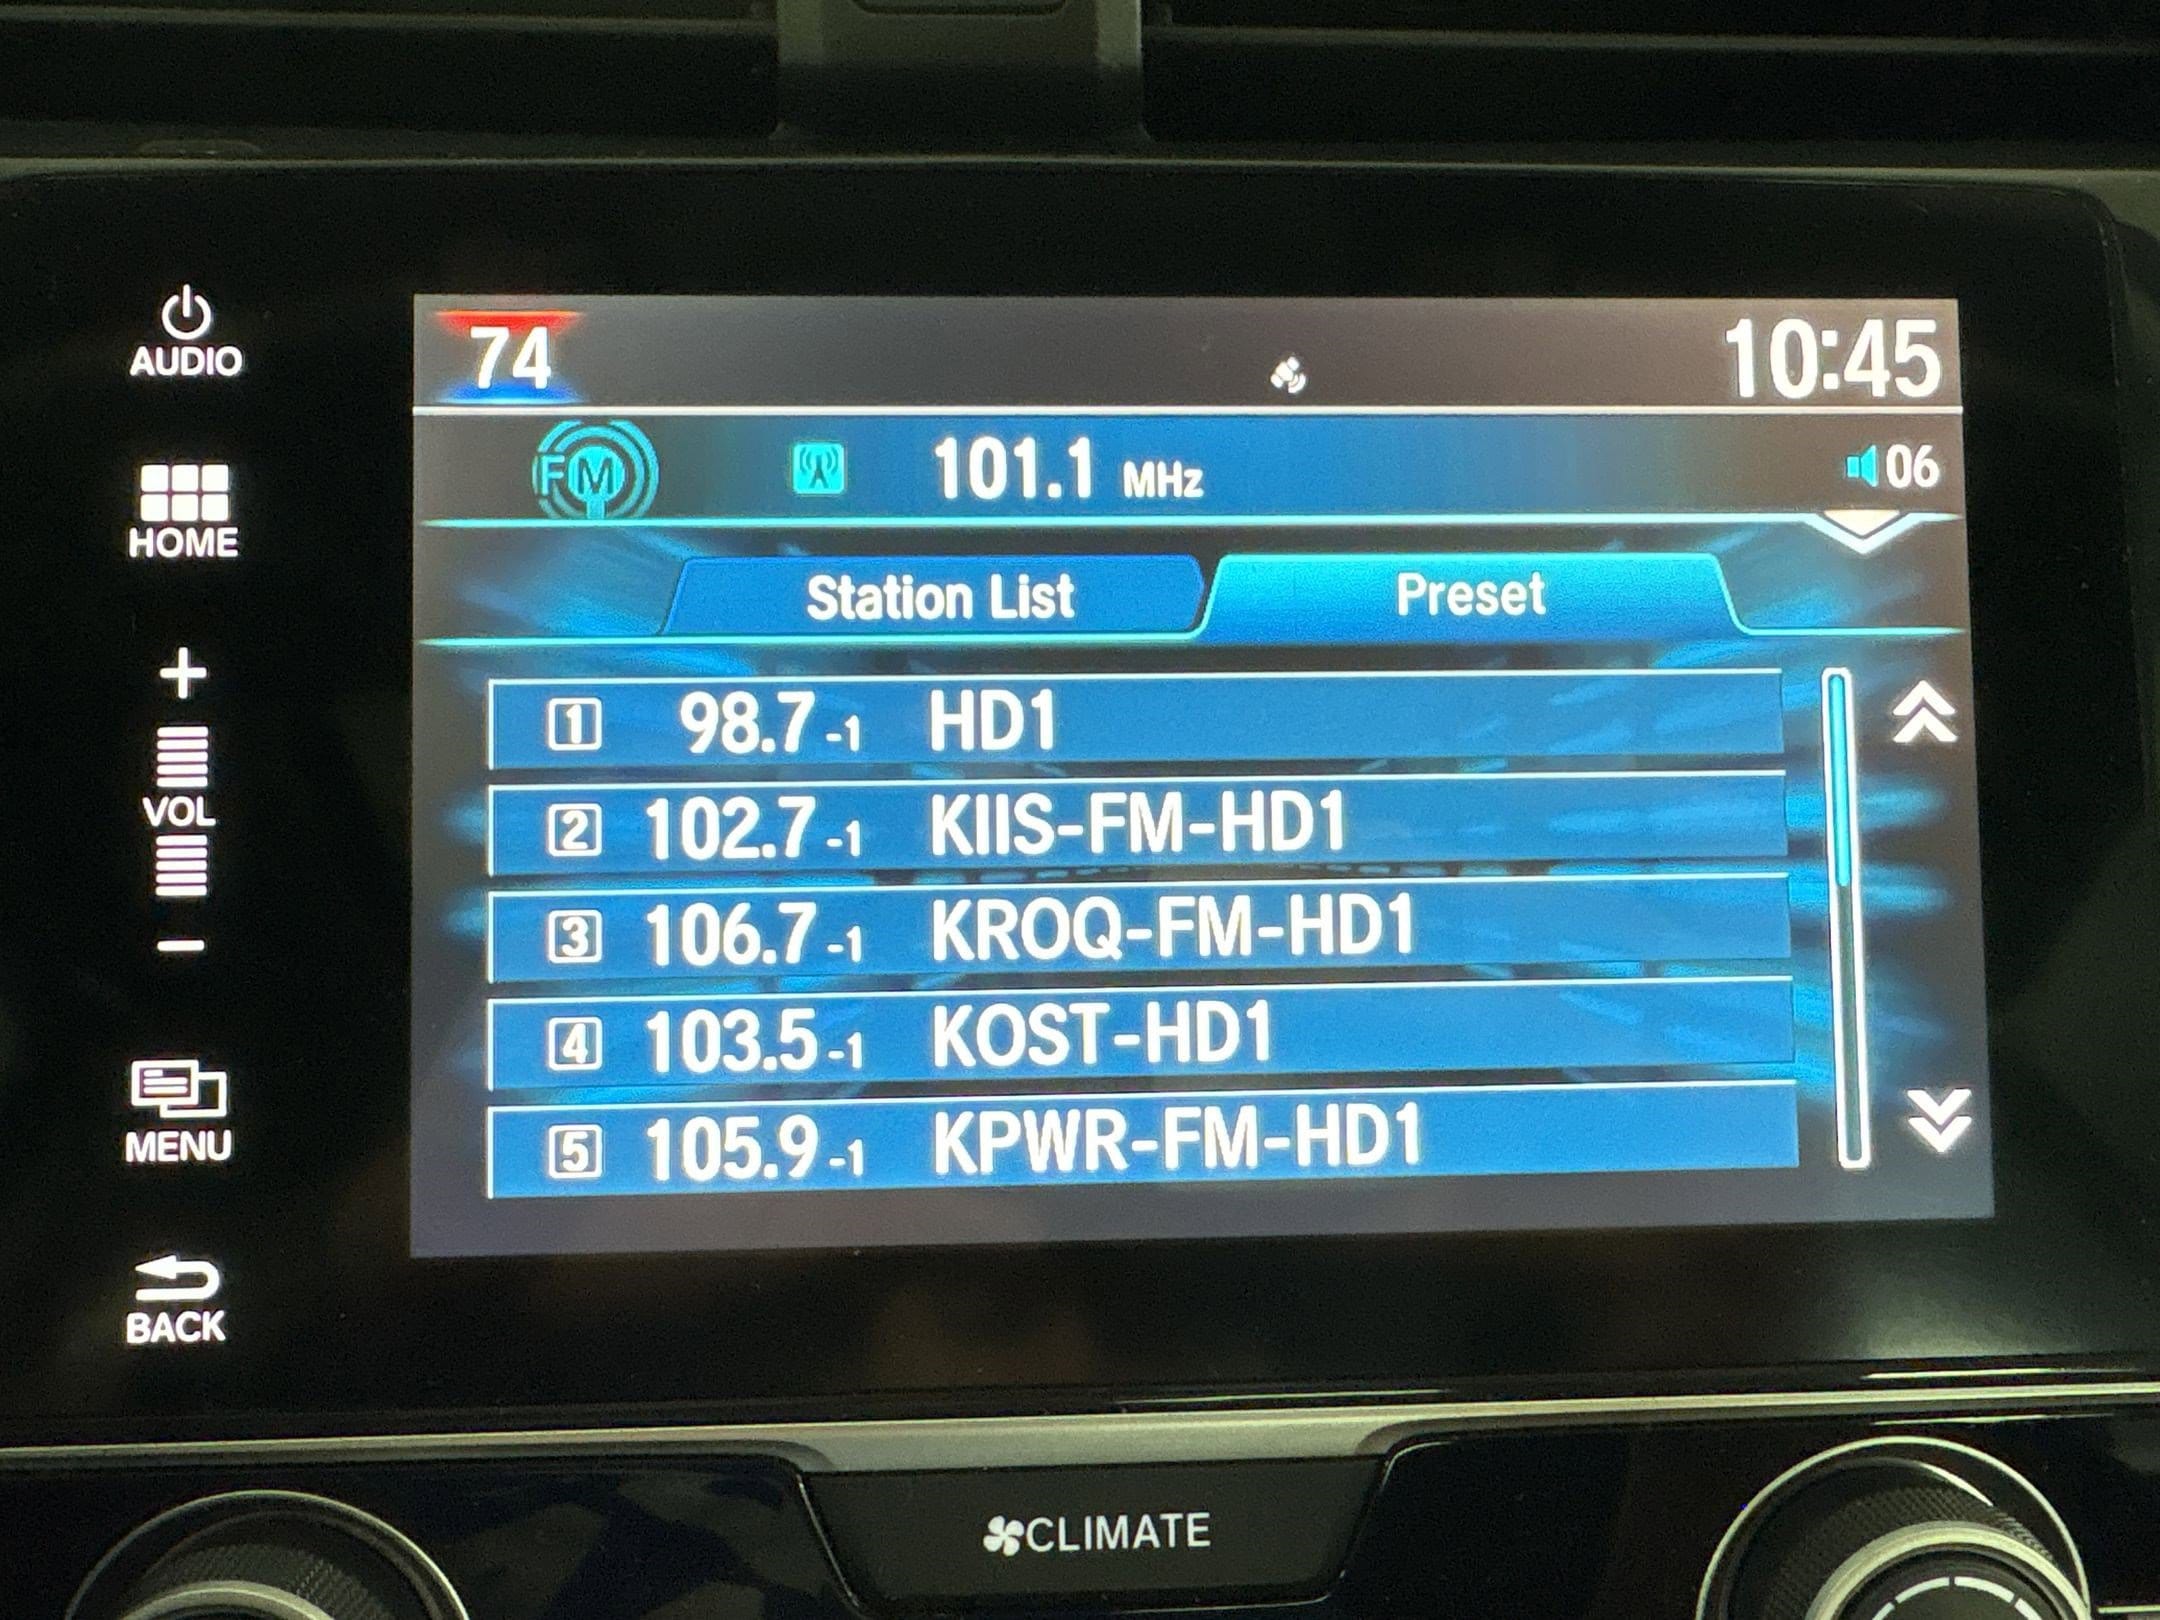 AUDIO
74
10:45
FM
101.1 MHz
06
HOME
Station List
Preset
1 98.7-1 HD1
+
2 102.7-1 KIIS-FM-HD1
VOL
3 106.7-1 KROQ-FM-HD1
-
4 103.5-1 KOST-HD1
5 105.9-1 KPWR-FM-HD1
MENU
BACK
CLIMATE